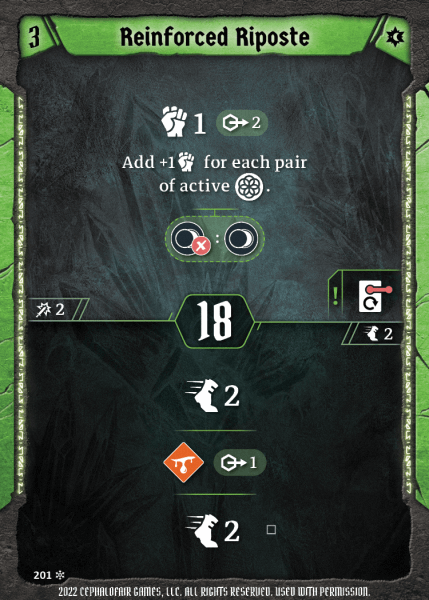 3 Reinforced Riposte
1 2
Add +1 for each pair
of active .
:
!
2 18 2
2
1
2
201
2022 CEPHALOFAIR GAMES, LLC. ALL RIGHTS RESERVED. USED WITH PERMISSION.